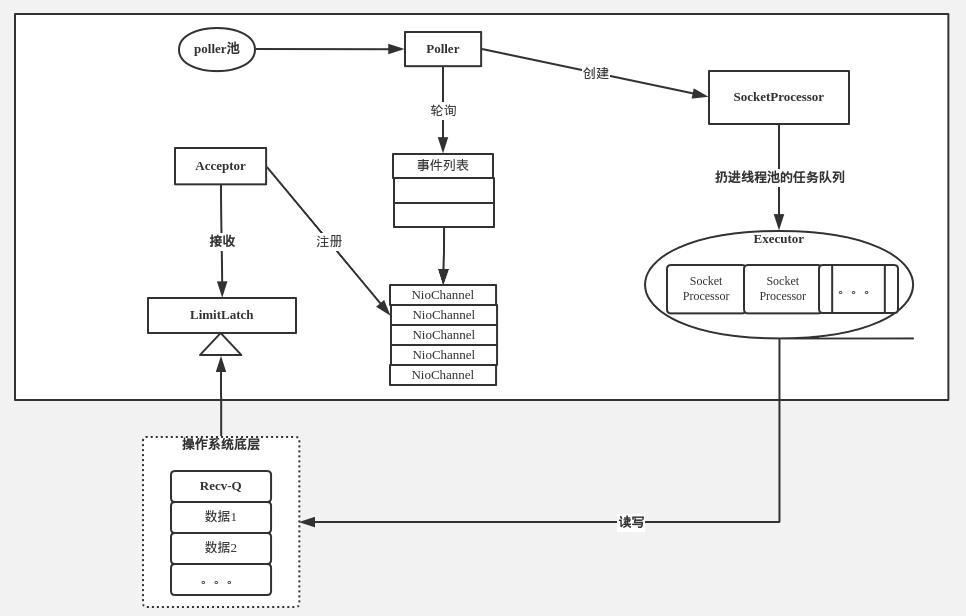 poller池
Poller
创建
SocketProcessor
轮询
Acceptor
事件列表
扔进线程池的任务队列
接收
注册
Executor
Socket
Processor
Socket
Processor
。。。
LimitLatch
NioChannel
NioChannel
NioChannel
NioChannel
NioChannel
操作系统底层
Recv-Q
数据1
数据2
。。。
读写